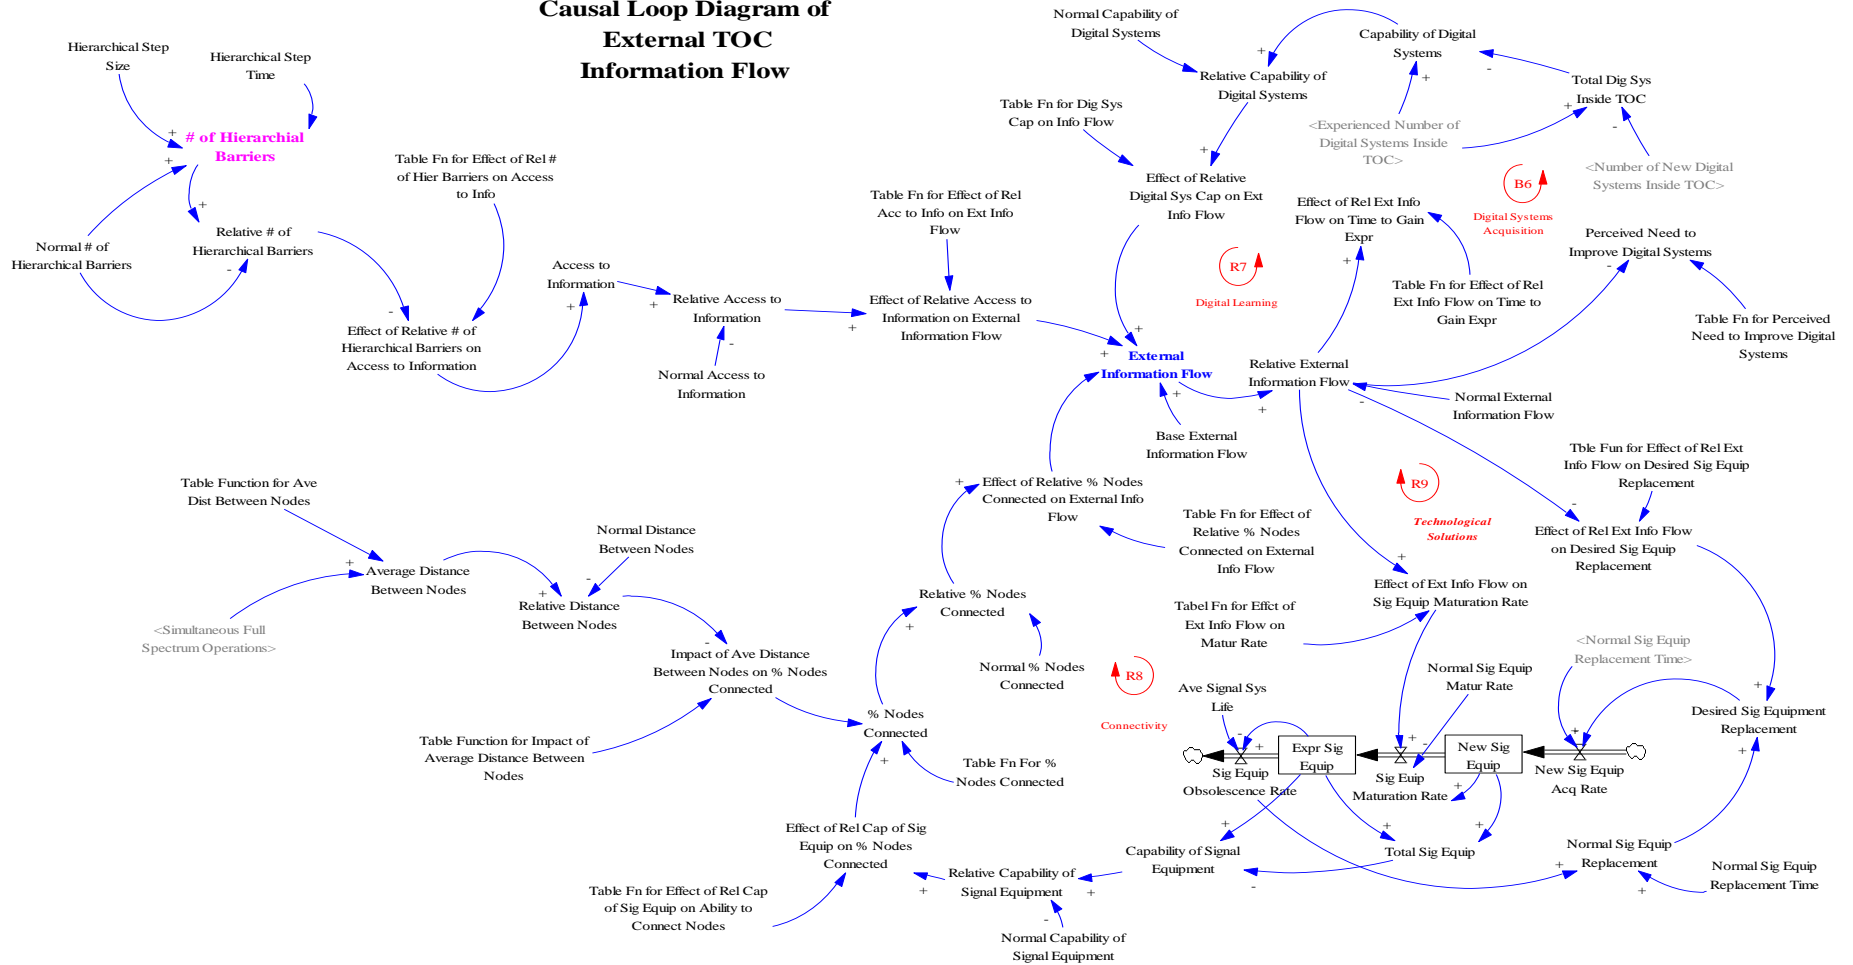 Causal Loop Diagram of
External TOC
Information Flow
Hierarchical Step
Size
Hierarchical Step
Time
# of Hierarchial
Barriers
Normal # of
Hierarchical Barriers
Relative # of
Hierarchical Barriers
Table Fn for Effect of Rel #
of Hier Barriers on Access
to Info
Effect of Relative # of
Hierarchical Barriers on
Access to Information
Access to
Information
Relative Access to
Information
Normal Access to
Information
Table Fn for Effect of Rel
Acc to Info on Ext Info
Flow
Effect of Relative Access to
Information on External
Information Flow
Normal Capability of
Digital Systems
Relative Capability of
Digital Systems
Capability of Digital
Systems
Total Dig Sys
Inside TOC
Table Fn for Dig Sys
Cap on Info Flow
<Experienced Number of
Digital Systems Inside
TOC>
<Number of New Digital
Systems Inside TOC>
Effect of Relative
Digital Sys Cap on Ext
Info Flow
B6
Digital Systems
Acquisition
Effect of Rel Ext Info
Flow on Time to Gain
Expr
Perceived Need to
Improve Digital Systems
R7
Digital Learning
Table Fn for Effect of Rel
Ext Info Flow on Time to
Gain Expr
Table Fn for Perceived
Need to Improve Digital
Systems
External
Information Flow
Relative External
Information Flow
Normal External
Information Flow
Base External
Information Flow
Tble Fun for Effect of Rel Ext
Info Flow on Desired Sig Equip
Replacement
R9
Technological
Solutions
Effect of Rel Ext Info Flow
on Desired Sig Equip
Replacement
Effect of Relative % Nodes
Connected on External Info
Flow
Table Fn for Effect of
Relative % Nodes
Connected on External
Info Flow
Table Function for Ave
Dist Between Nodes
Normal Distance
Between Nodes
Average Distance
Between Nodes
Relative Distance
Between Nodes
<Simultaneous Full
Spectrum Operations>
Impact of Ave Distance
Between Nodes on % Nodes
Connected
Table Function for Impact of
Average Distance Between
Nodes
Relative % Nodes
Connected
Normal % Nodes
Connected
% Nodes
Connected
Table Fn For %
Nodes Connected
R8
Connectivity
Effect of Ext Info Flow on
Sig Equip Maturation Rate
Tabel Fn for Effct of
Ext Info Flow on
Matur Rate
<Normal Sig Equip
Replacement Time>
Normal Sig Equip
Matur Rate
Ave Signal Sys
Life
Desired Sig Equipment
Replacement
Expr Sig
Equip
New Sig
Equip
Sig Equip
Obsolescence Rate
Sig Euip
Maturation Rate
New Sig Equip
Acq Rate
Effect of Rel Cap of Sig
Equip on % Nodes
Connected
Capability of Signal
Equipment
Total Sig Equip
Normal Sig Equip
Replacement
Normal Sig Equip
Replacement Time
Relative Capability of
Signal Equipment
Table Fn for Effect of Rel Cap
of Sig Equip on Ability to
Connect Nodes
Normal Capability of
Signal Equipment